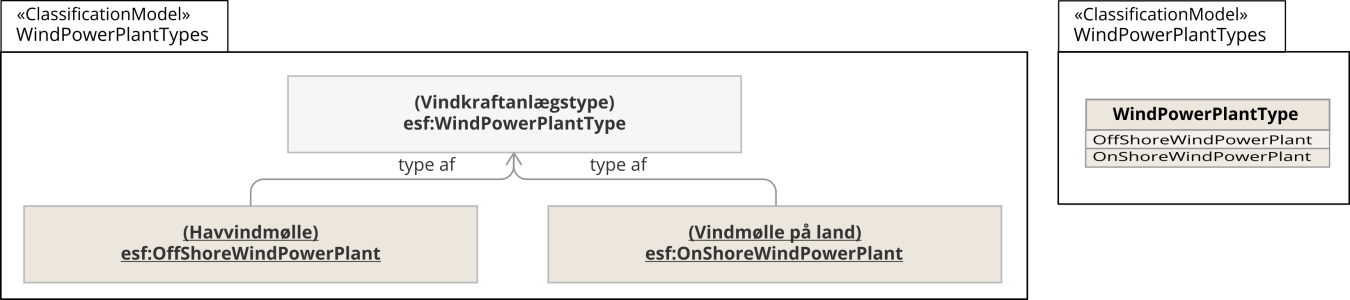 «ClassificationModel»
WindPowerPlantTypes
(Vindkraftanlægstype)
esf:WindPowerPlantType
type af
type af
(Havvindmølle)
esf:OffShoreWindPowerPlant
(Vindmølle på land)
esf:OnShoreWindPowerPlant
«ClassificationModel»
WindPowerPlantTypes
WindPowerPlantType
OffShoreWindPowerPlant
OnShoreWindPowerPlant